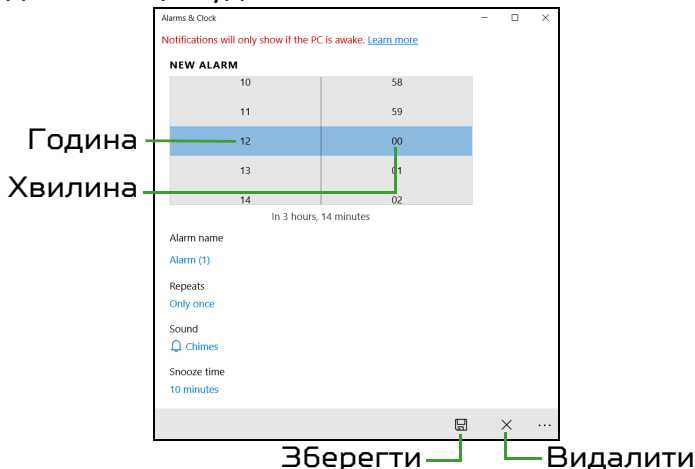 Alarms & Clock
Notifications will only show if the PC is awake. Learn more
NEW ALARM
10 58
11 59
Година 12 00
13 01
Хвилина
14 02
In 3 hours, 14 minutes
Alarm name
Alarm (1)
Repeats
Only once
Sound
Chimes
Snooze time
10 minutes
Зберегти Видалити